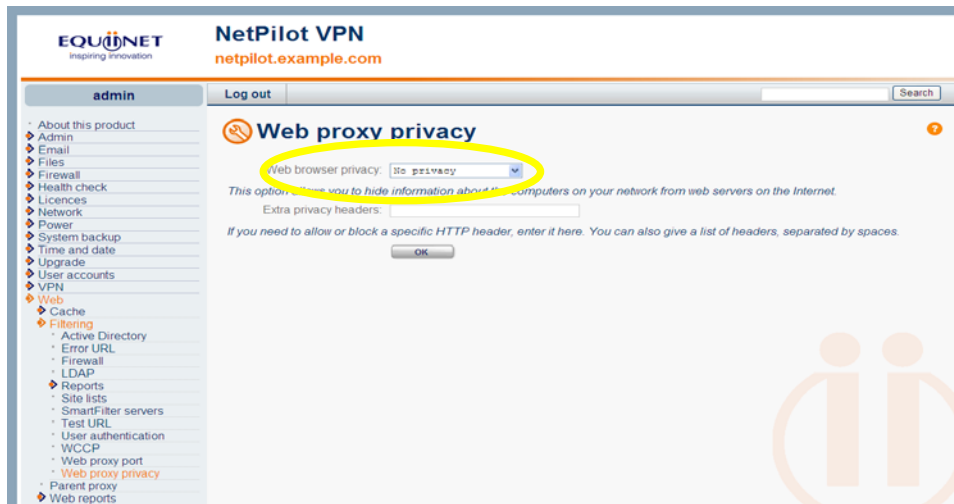 EQUiiNET
inspiring innovation
NetPilot VPN
netpilot.example.com
admin
Log out
Search
About this product
Admin
Email
Files
Firewall
Health check
Licences
Network
Power
System backup
Time and date
Upgrade
User accounts
VPN
Web
Cache
Filtering
Active Directory
Error URL
Firewall
LDAP
Reports
Site lists
SmartFilter servers
Test URL
User authentication
WCCP
Web proxy port
Web proxy privacy
Parent proxy
Web reports
Web proxy privacy
?
Web browser privacy: No privacy
This option allows you to hide information about the computers on your network from web servers on the Internet.
Extra privacy headers:
If you need to allow or block a specific HTTP header, enter it here. You can also give a list of headers, separated by spaces.
OK